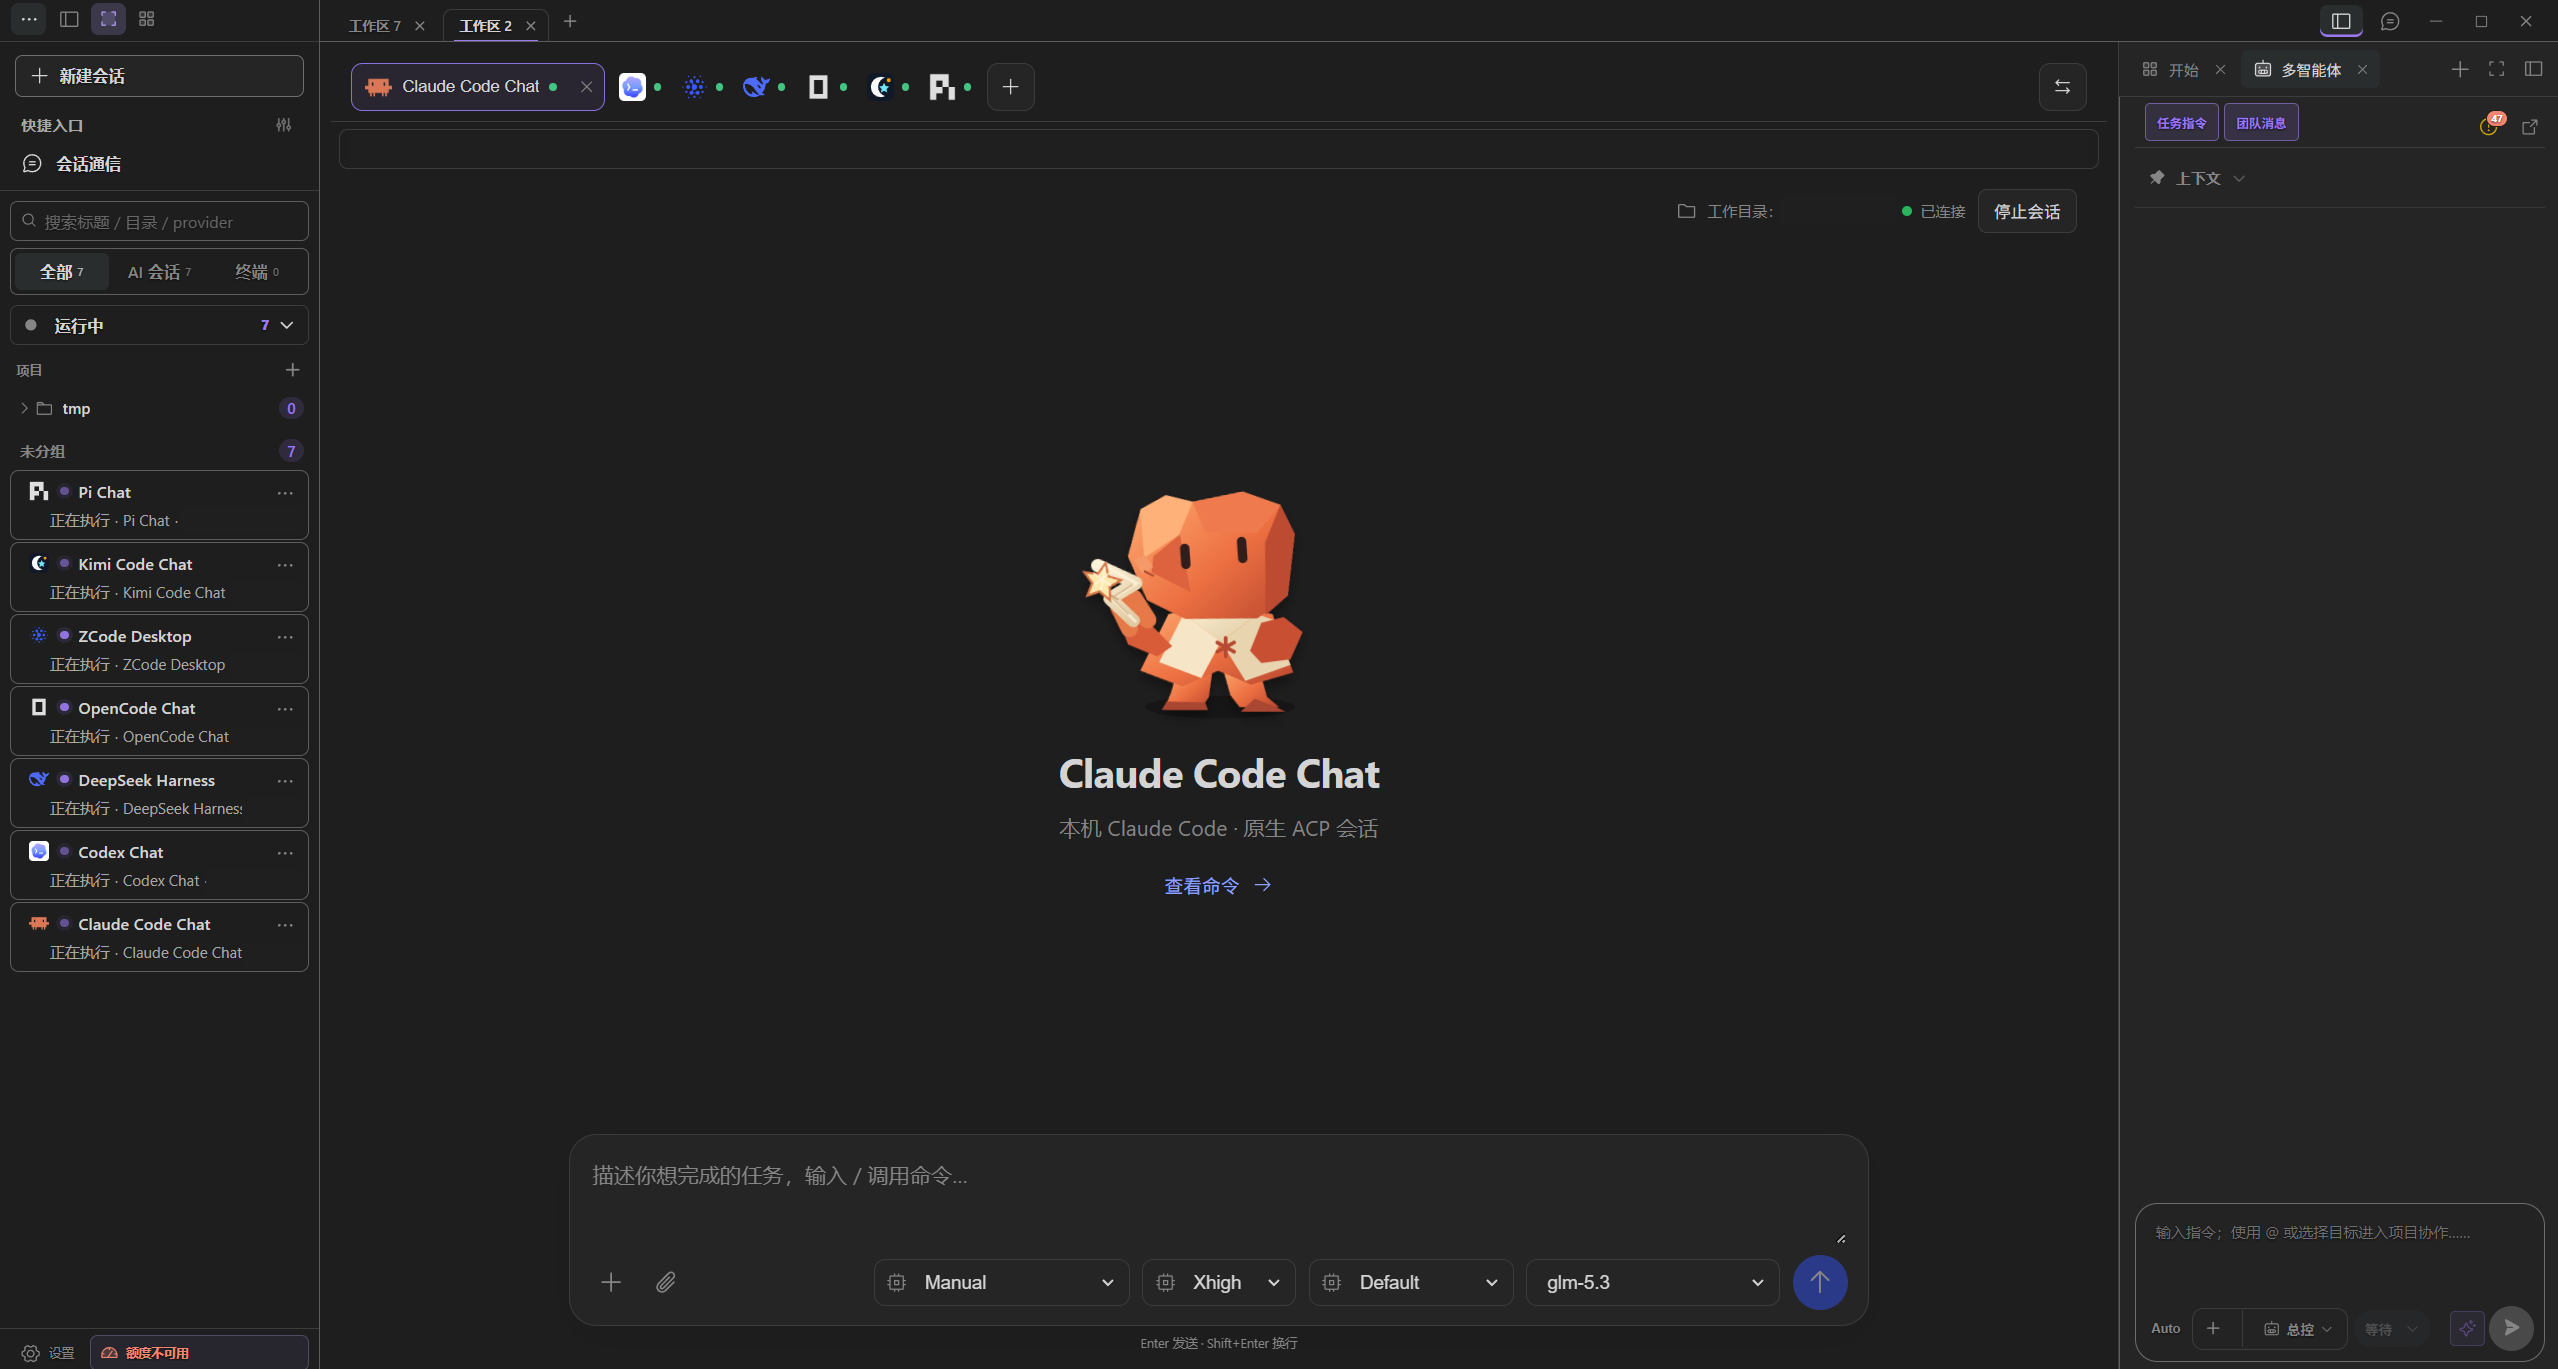 工作区 7
工作区 2
新建会话
快捷入口
会话通信
搜索标题 / 目录 / provider
全部 7
AI 会话 7
终端 0
运行中 7
项目
tmp 0
未分组 7
Pi Chat
正在执行 · Pi Chat ·
Kimi Code Chat
正在执行 · Kimi Code Chat
ZCode Desktop
正在执行 · ZCode Desktop
OpenCode Chat
正在执行 · OpenCode Chat
DeepSeek Harness
正在执行 · DeepSeek Harness
Codex Chat
正在执行 · Codex Chat ·
Claude Code Chat
正在执行 · Claude Code Chat
设置
额度不可用
Claude Code Chat
工作目录:
已连接
停止会话
Claude Code Chat
本机 Claude Code · 原生 ACP 会话
查看命令
描述你想完成的任务，输入 / 调用命令...
Manual
Xhigh
Default
glm-5.3
Enter 发送 · Shift+Enter 换行
开始
多智能体
任务指令
团队消息
47
上下文
输入指令；使用 @ 或选择目标进入项目协作......
Auto
总控
等待